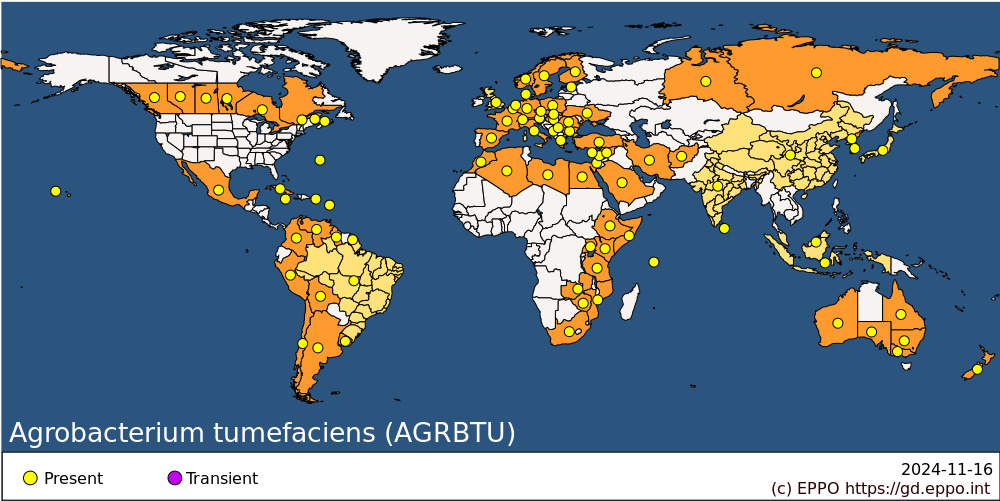 Agrobacterium tumefaciens (AGRBTU)
Present
Transient
2024-11-16
(c) EPPO https://gd.eppo.int